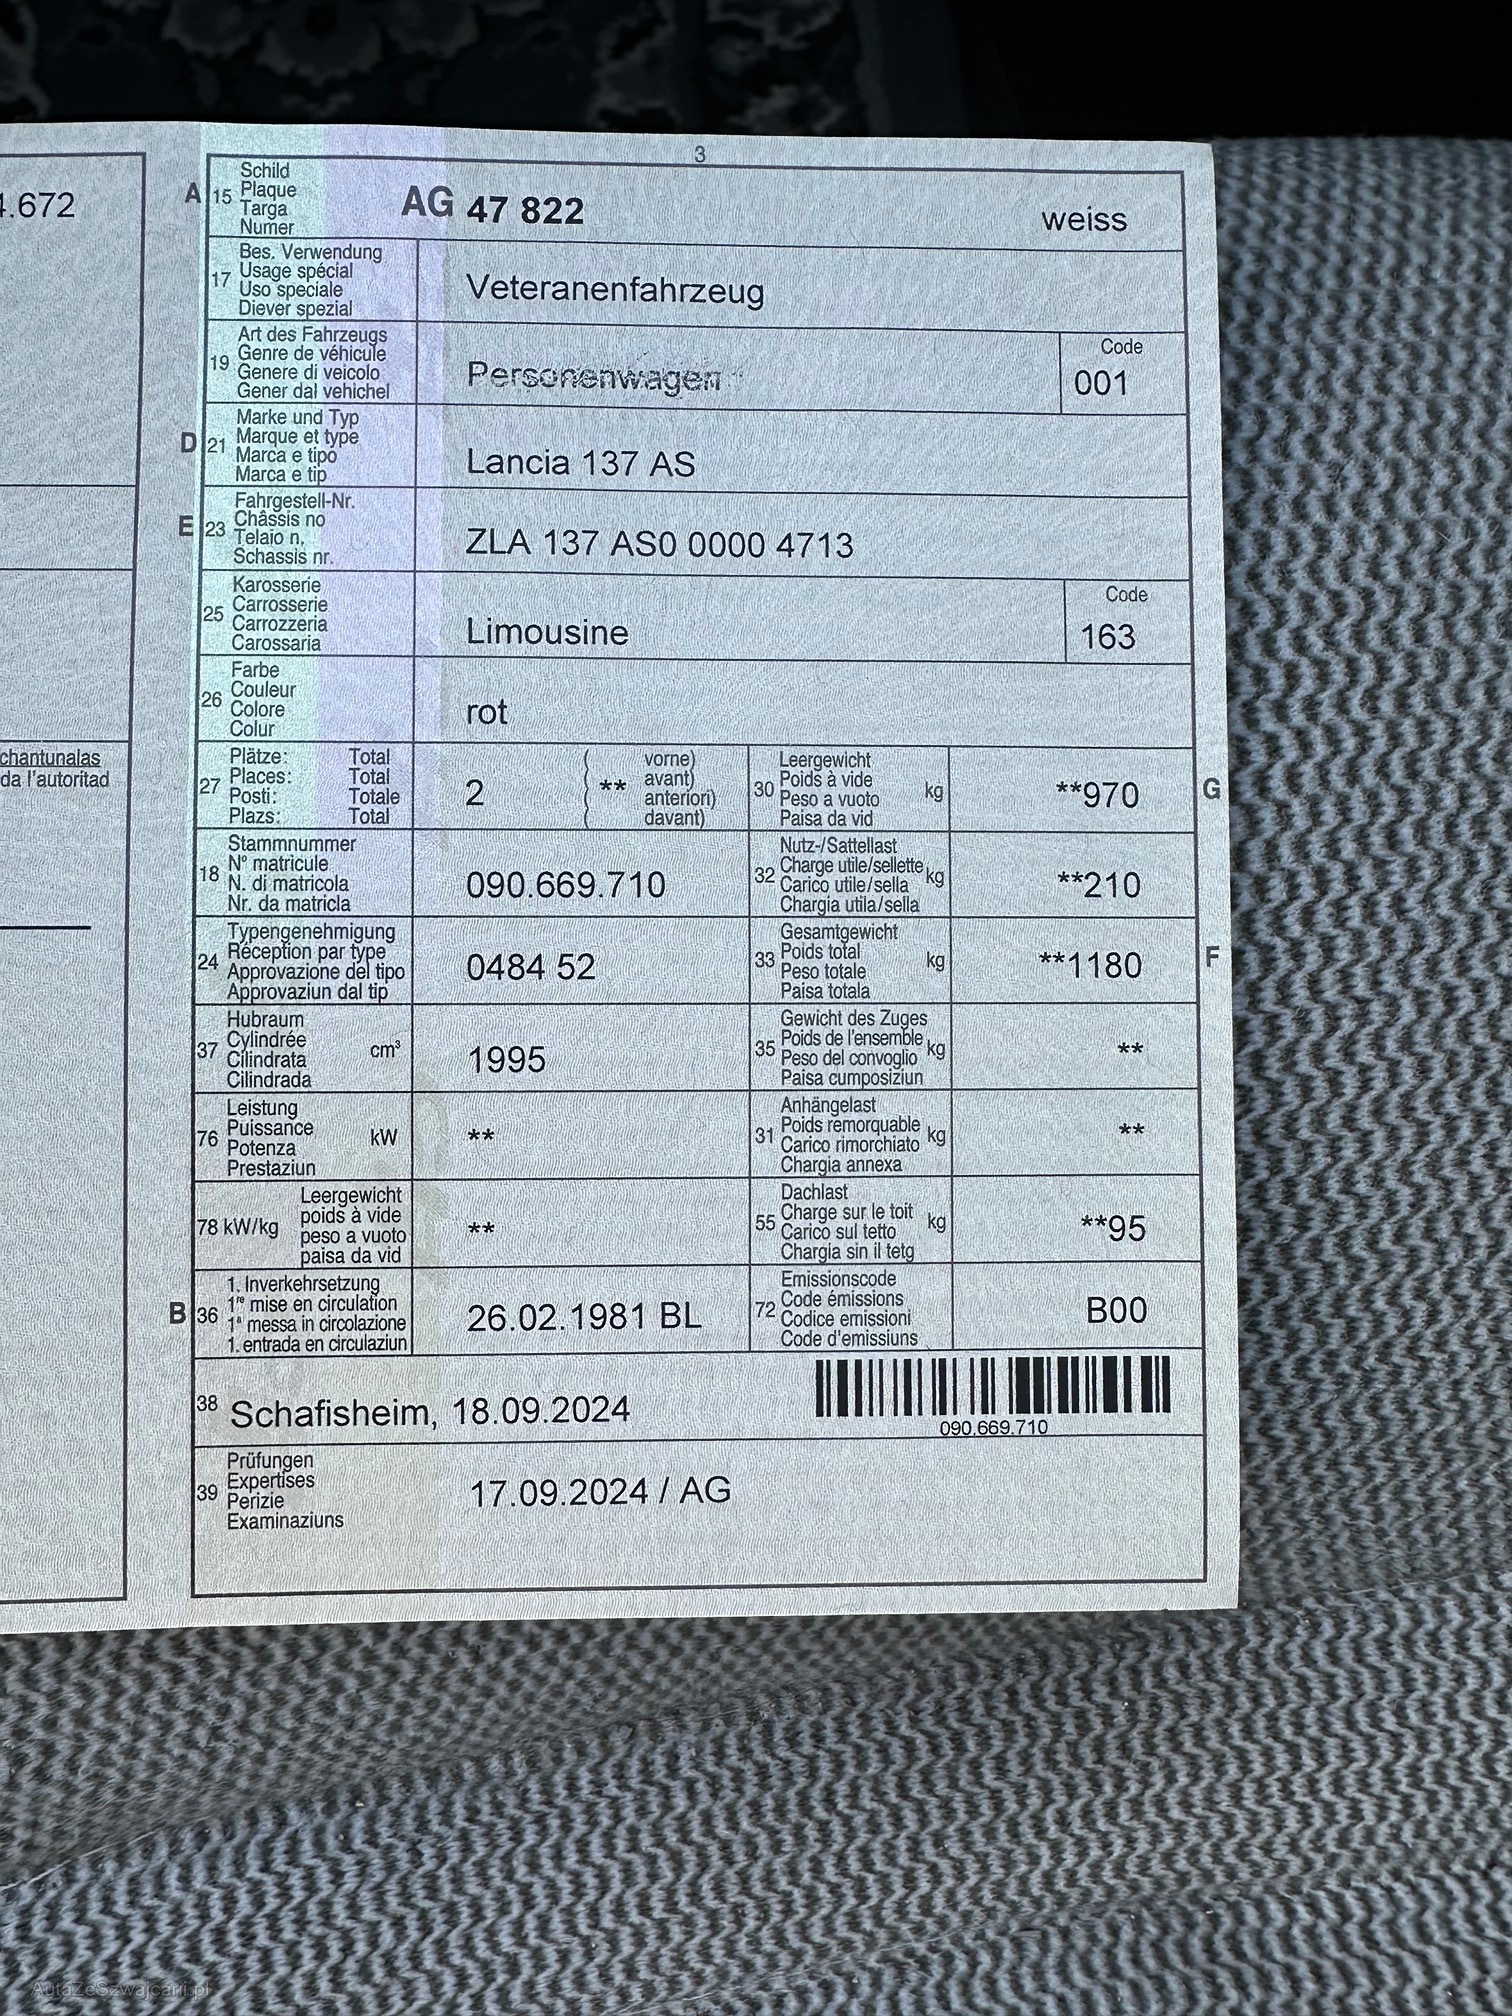 3
4.672
chantunalas
da l'autoritad
A 15 Schild
Plaque
Targa
Numer
AG 47 822 weiss
17 Bes. Verwendung
Usage spécial
Uso speciale
Diever spezial
Veteranenfahrzeug
19 Art des Fahrzeugs
Genre de véhicule
Genere di veicolo
Gener dal vehichel
Personenwagen
Code
001
D 21 Marke und Typ
Marque et type
Marca e tipo
Marca e tip
Lancia 137 AS
E 23 Fahrgestell-Nr.
Châssis no
Telaio n.
Schassis nr.
ZLA 137 AS0 0000 4713
25 Karosserie
Carrosserie
Carrozzeria
Carossaria
Limousine
Code
163
26 Farbe
Couleur
Colore
Colur
rot
27 Plätze: Total
Places: Total
Posti: Totale
Plazs: Total
2
( vorne)
( ** avant)
( anteriori)
( davant)
30 Leergewicht
Poids à vide
Peso a vuoto
Paisa da vid
kg
**970 G
18 Stammnummer
N° matricule
N. di matricola
Nr. da matricla
090.669.710
32 Nutz-/Sattellast
Charge utile/sellette
Carico utile/sella
Chargia utila/sella
kg
**210
24 Typengenehmigung
Réception par type
Approvazione del tipo
Approvaziun dal tip
0484 52
33 Gesamtgewicht
Poids total
Peso totale
Paisa totala
kg
**1180 F
37 Hubraum
Cylindrée
Cilindrata
Cilindrada
cm³
1995
35 Gewicht des Zuges
Poids de l'ensemble
Peso del convoglio
Paisa cumposiziun
kg
**
76 Leistung
Puissance
Potenza
Prestaziun
kW
**
31 Anhängelast
Poids remorquable
Carico rimorchiato
Chargia annexa
kg
**
78 kW/kg Leergewicht
poids à vide
peso a vuoto
paisa da vid
**
55 Dachlast
Charge sur le toit
Carico sul tetto
Chargia sin il tetg
kg
**95
B 36 1. Inverkehrsetzung
1re mise en circulation
1a messa in circolazione
1. entrada en circulaziun
26.02.1981 BL
72 Emissionscode
Code émissions
Codice emissioni
Code d'emissiuns
B00
38 Schafisheim, 18.09.2024
090.669.710
39 Prüfungen
Expertises
Perizie
Examinaziuns
17.09.2024 / AG
AutaZeSzwajcarii.pl